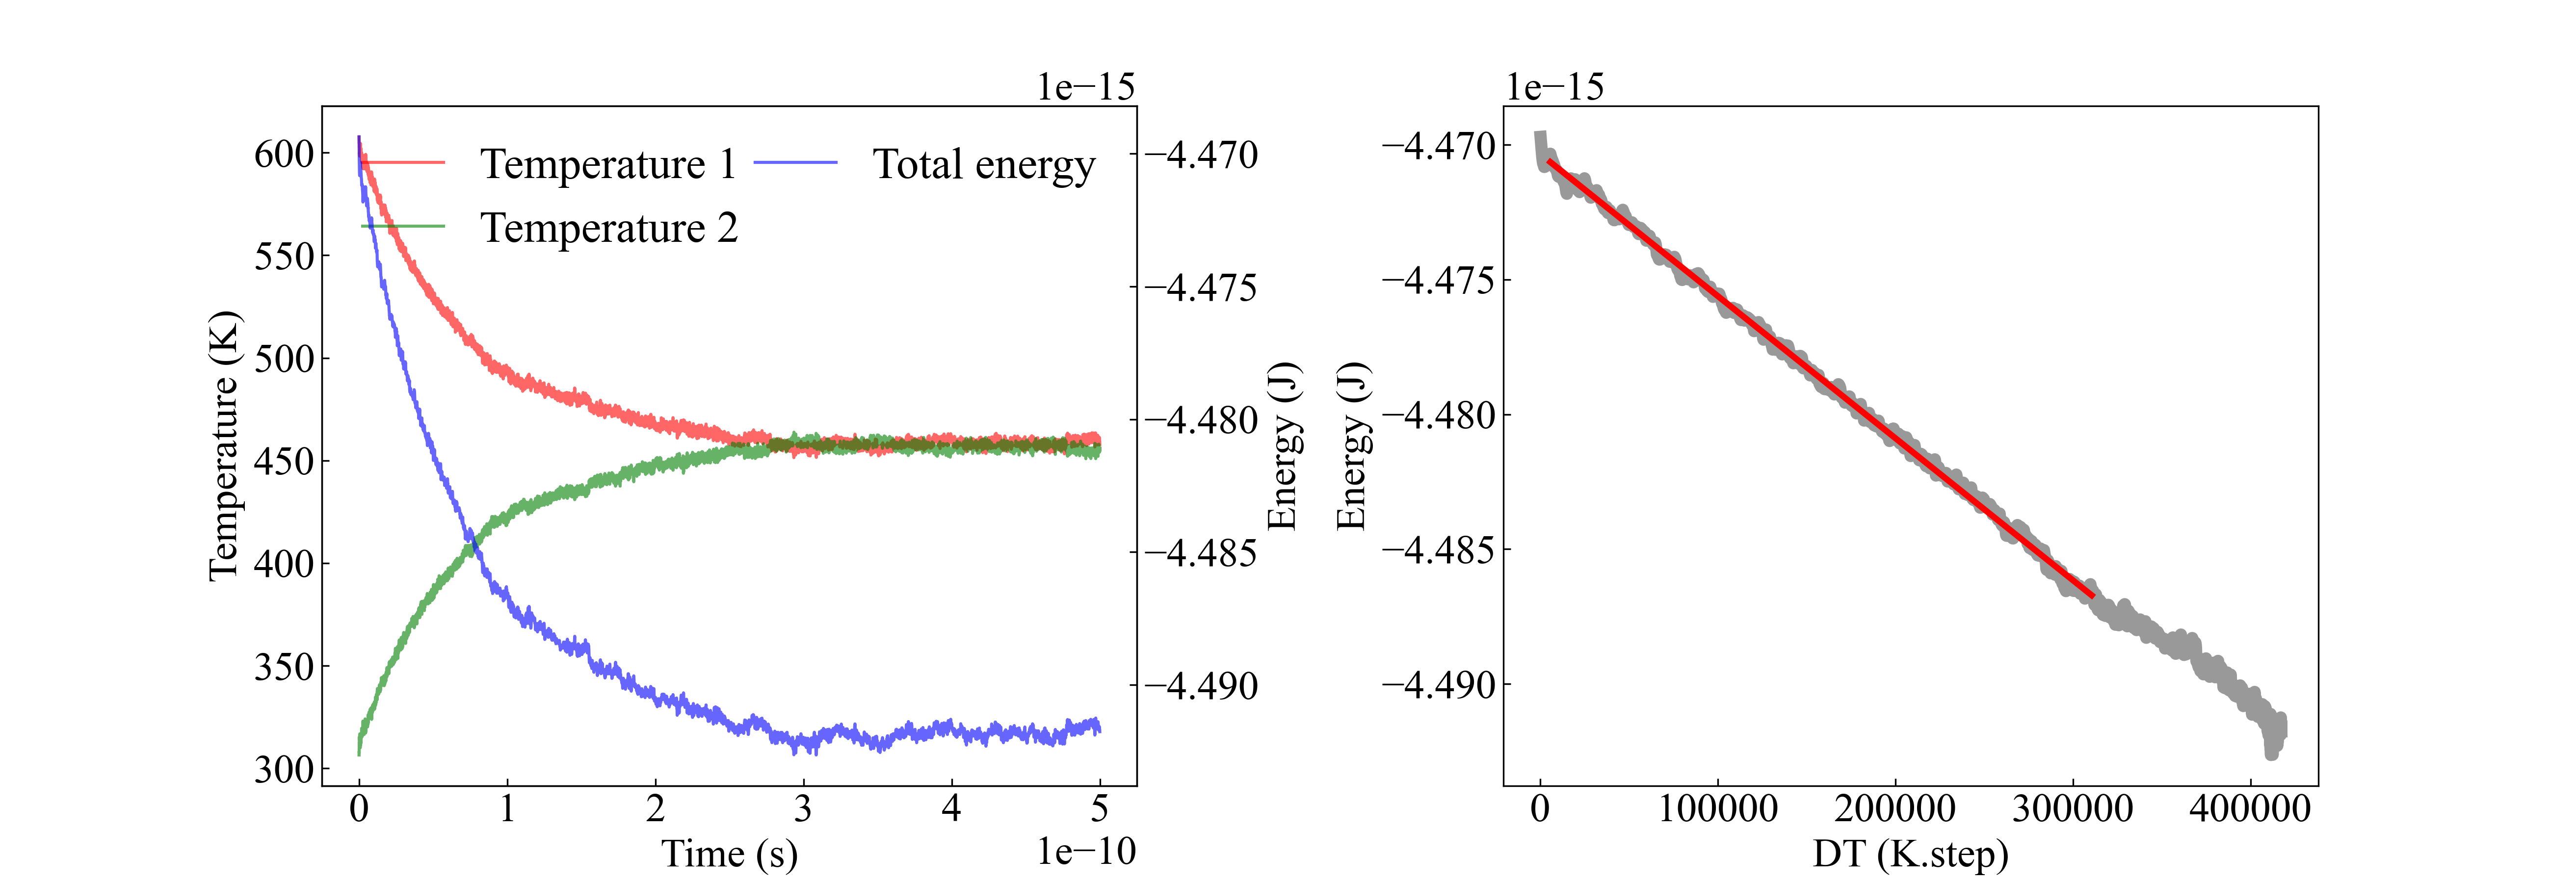 1e−15
600
550
500
450
400
350
300
Temperature (K)
Temperature 1
Temperature 2
Total energy
−4.470
−4.475
−4.480
−4.485
−4.490
Energy (J)
0
1
2
3
4
5
Time (s)
1e−10
1e−15
−4.470
−4.475
−4.480
−4.485
−4.490
Energy (J)
0
100000
200000
300000
400000
DT (K.step)